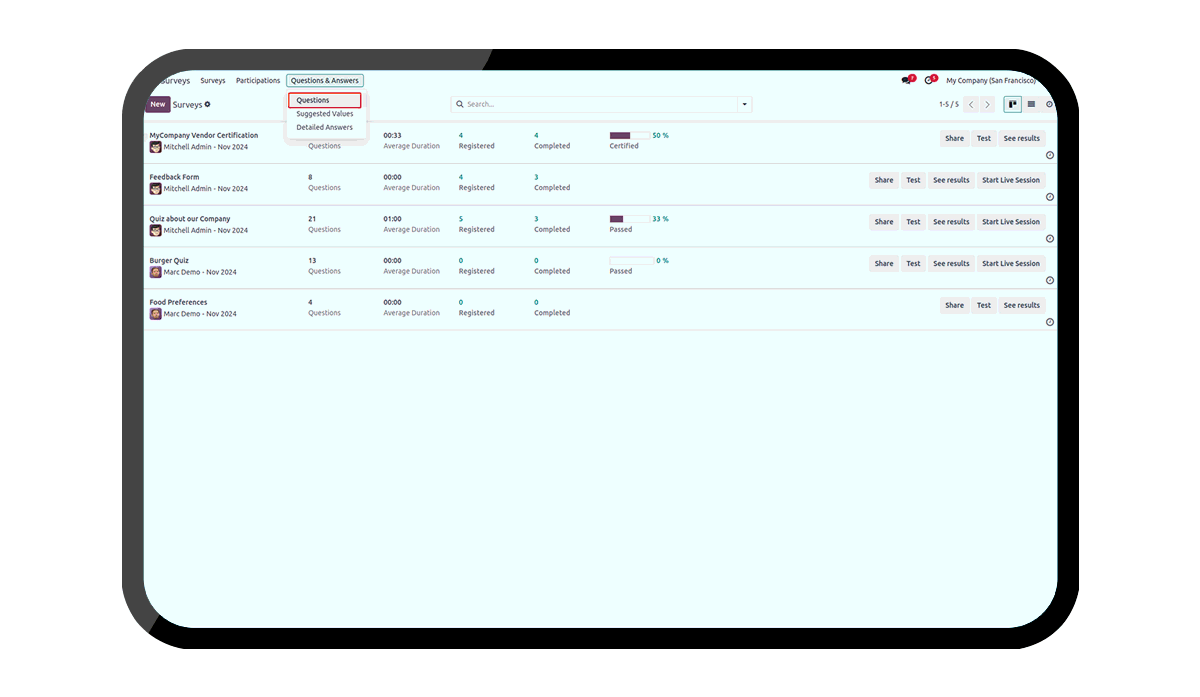 Surveys Surveys Participations Questions & Answers 7 5 My Company (San Francisco)
New Surveys Questions Search... 1-5 / 5
Suggested Values
Detailed Answers
MyCompany Vendor Certification 00:33 4 4 50 %
Mitchell Admin - Nov 2024 Questions Average Duration Registered Completed Certified Share Test See results
Feedback Form 8 00:00 4 3
Mitchell Admin - Nov 2024 Questions Average Duration Registered Completed Share Test See results Start Live Session
Quiz about our Company 21 01:00 5 3 33 %
Mitchell Admin - Nov 2024 Questions Average Duration Registered Completed Passed Share Test See results Start Live Session
Burger Quiz 13 00:00 0 0 0 %
Marc Demo - Nov 2024 Questions Average Duration Registered Completed Passed Share Test See results Start Live Session
Food Preferences 4 00:00 0 0
Marc Demo - Nov 2024 Questions Average Duration Registered Completed Share Test See results